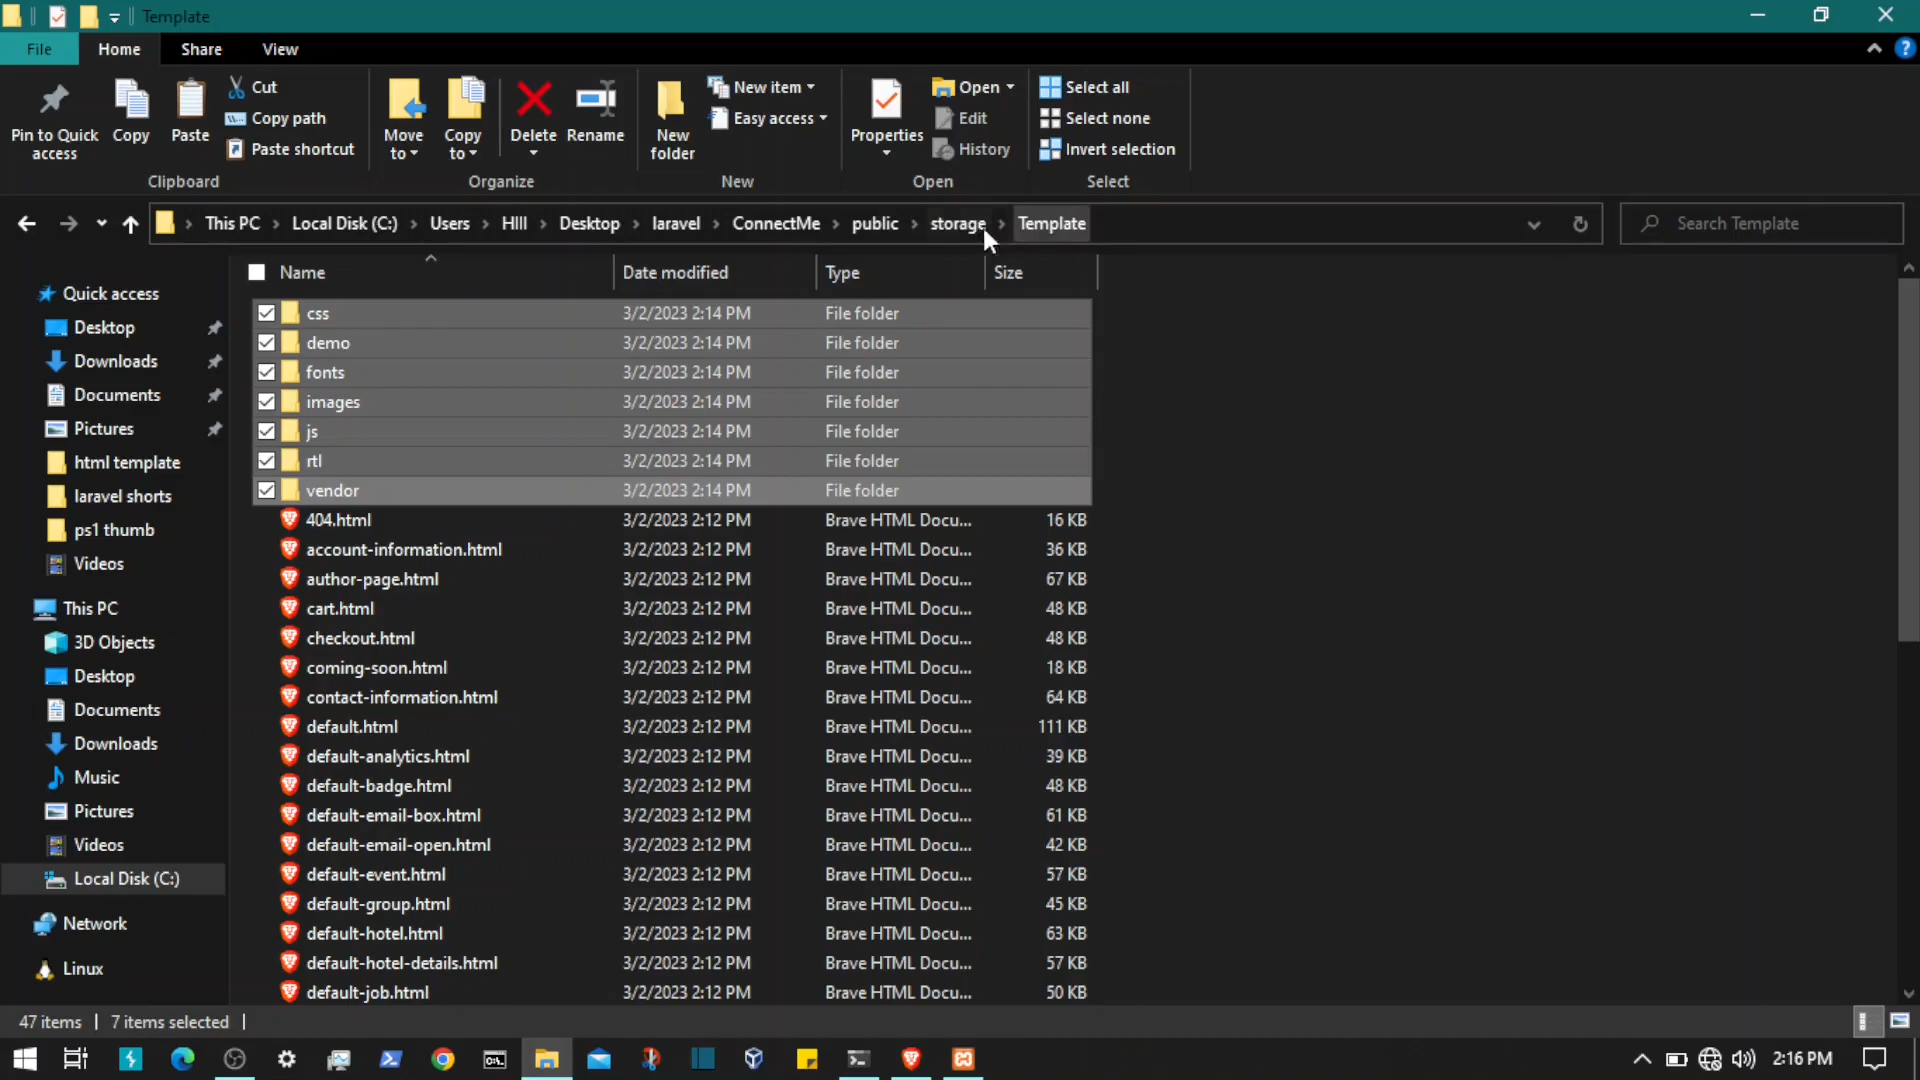 Template
File Home Share View
Pin to Quick access
Copy
Paste
Cut
Copy path
Paste shortcut
Clipboard
Move to
Copy to
Delete
Rename
Organize
New folder
New item
Easy access
New
Properties
Open
Edit
History
Open
Select all
Select none
Invert selection
Select
This PC Local Disk (C:) Users HIll Desktop laravel ConnectMe public storage Template
Search Template
Quick access
Desktop
Downloads
Documents
Pictures
html template
laravel shorts
ps1 thumb
Videos
This PC
3D Objects
Desktop
Documents
Downloads
Music
Pictures
Videos
Local Disk (C:)
Network
Linux
Name Date modified Type Size
css 3/2/2023 2:14 PM File folder
demo 3/2/2023 2:14 PM File folder
fonts 3/2/2023 2:14 PM File folder
images 3/2/2023 2:14 PM File folder
js 3/2/2023 2:14 PM File folder
rtl 3/2/2023 2:14 PM File folder
vendor 3/2/2023 2:14 PM File folder
404.html 3/2/2023 2:12 PM Brave HTML Docu... 16 KB
account-information.html 3/2/2023 2:12 PM Brave HTML Docu... 36 KB
author-page.html 3/2/2023 2:12 PM Brave HTML Docu... 67 KB
cart.html 3/2/2023 2:12 PM Brave HTML Docu... 48 KB
checkout.html 3/2/2023 2:12 PM Brave HTML Docu... 48 KB
coming-soon.html 3/2/2023 2:12 PM Brave HTML Docu... 18 KB
contact-information.html 3/2/2023 2:12 PM Brave HTML Docu... 64 KB
default.html 3/2/2023 2:12 PM Brave HTML Docu... 111 KB
default-analytics.html 3/2/2023 2:12 PM Brave HTML Docu... 39 KB
default-badge.html 3/2/2023 2:12 PM Brave HTML Docu... 48 KB
default-email-box.html 3/2/2023 2:12 PM Brave HTML Docu... 61 KB
default-email-open.html 3/2/2023 2:12 PM Brave HTML Docu... 42 KB
default-event.html 3/2/2023 2:12 PM Brave HTML Docu... 57 KB
default-group.html 3/2/2023 2:12 PM Brave HTML Docu... 45 KB
default-hotel.html 3/2/2023 2:12 PM Brave HTML Docu... 63 KB
default-hotel-details.html 3/2/2023 2:12 PM Brave HTML Docu... 57 KB
default-job.html 3/2/2023 2:12 PM Brave HTML Docu... 50 KB
47 items 7 items selected
2:16 PM